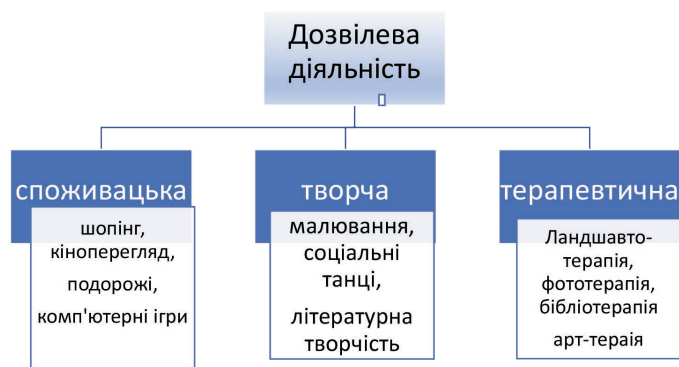 Дозвілева
діяльність
споживацька
шопінг,
кіноперегляд,
подорожі,
комп'ютерні ігри
творча
малювання,
соціальні
танці,
літературна
творчість
терапевтична
Ландшавто-
терапія,
фототерапія,
бібліотерапія
арт-тераія